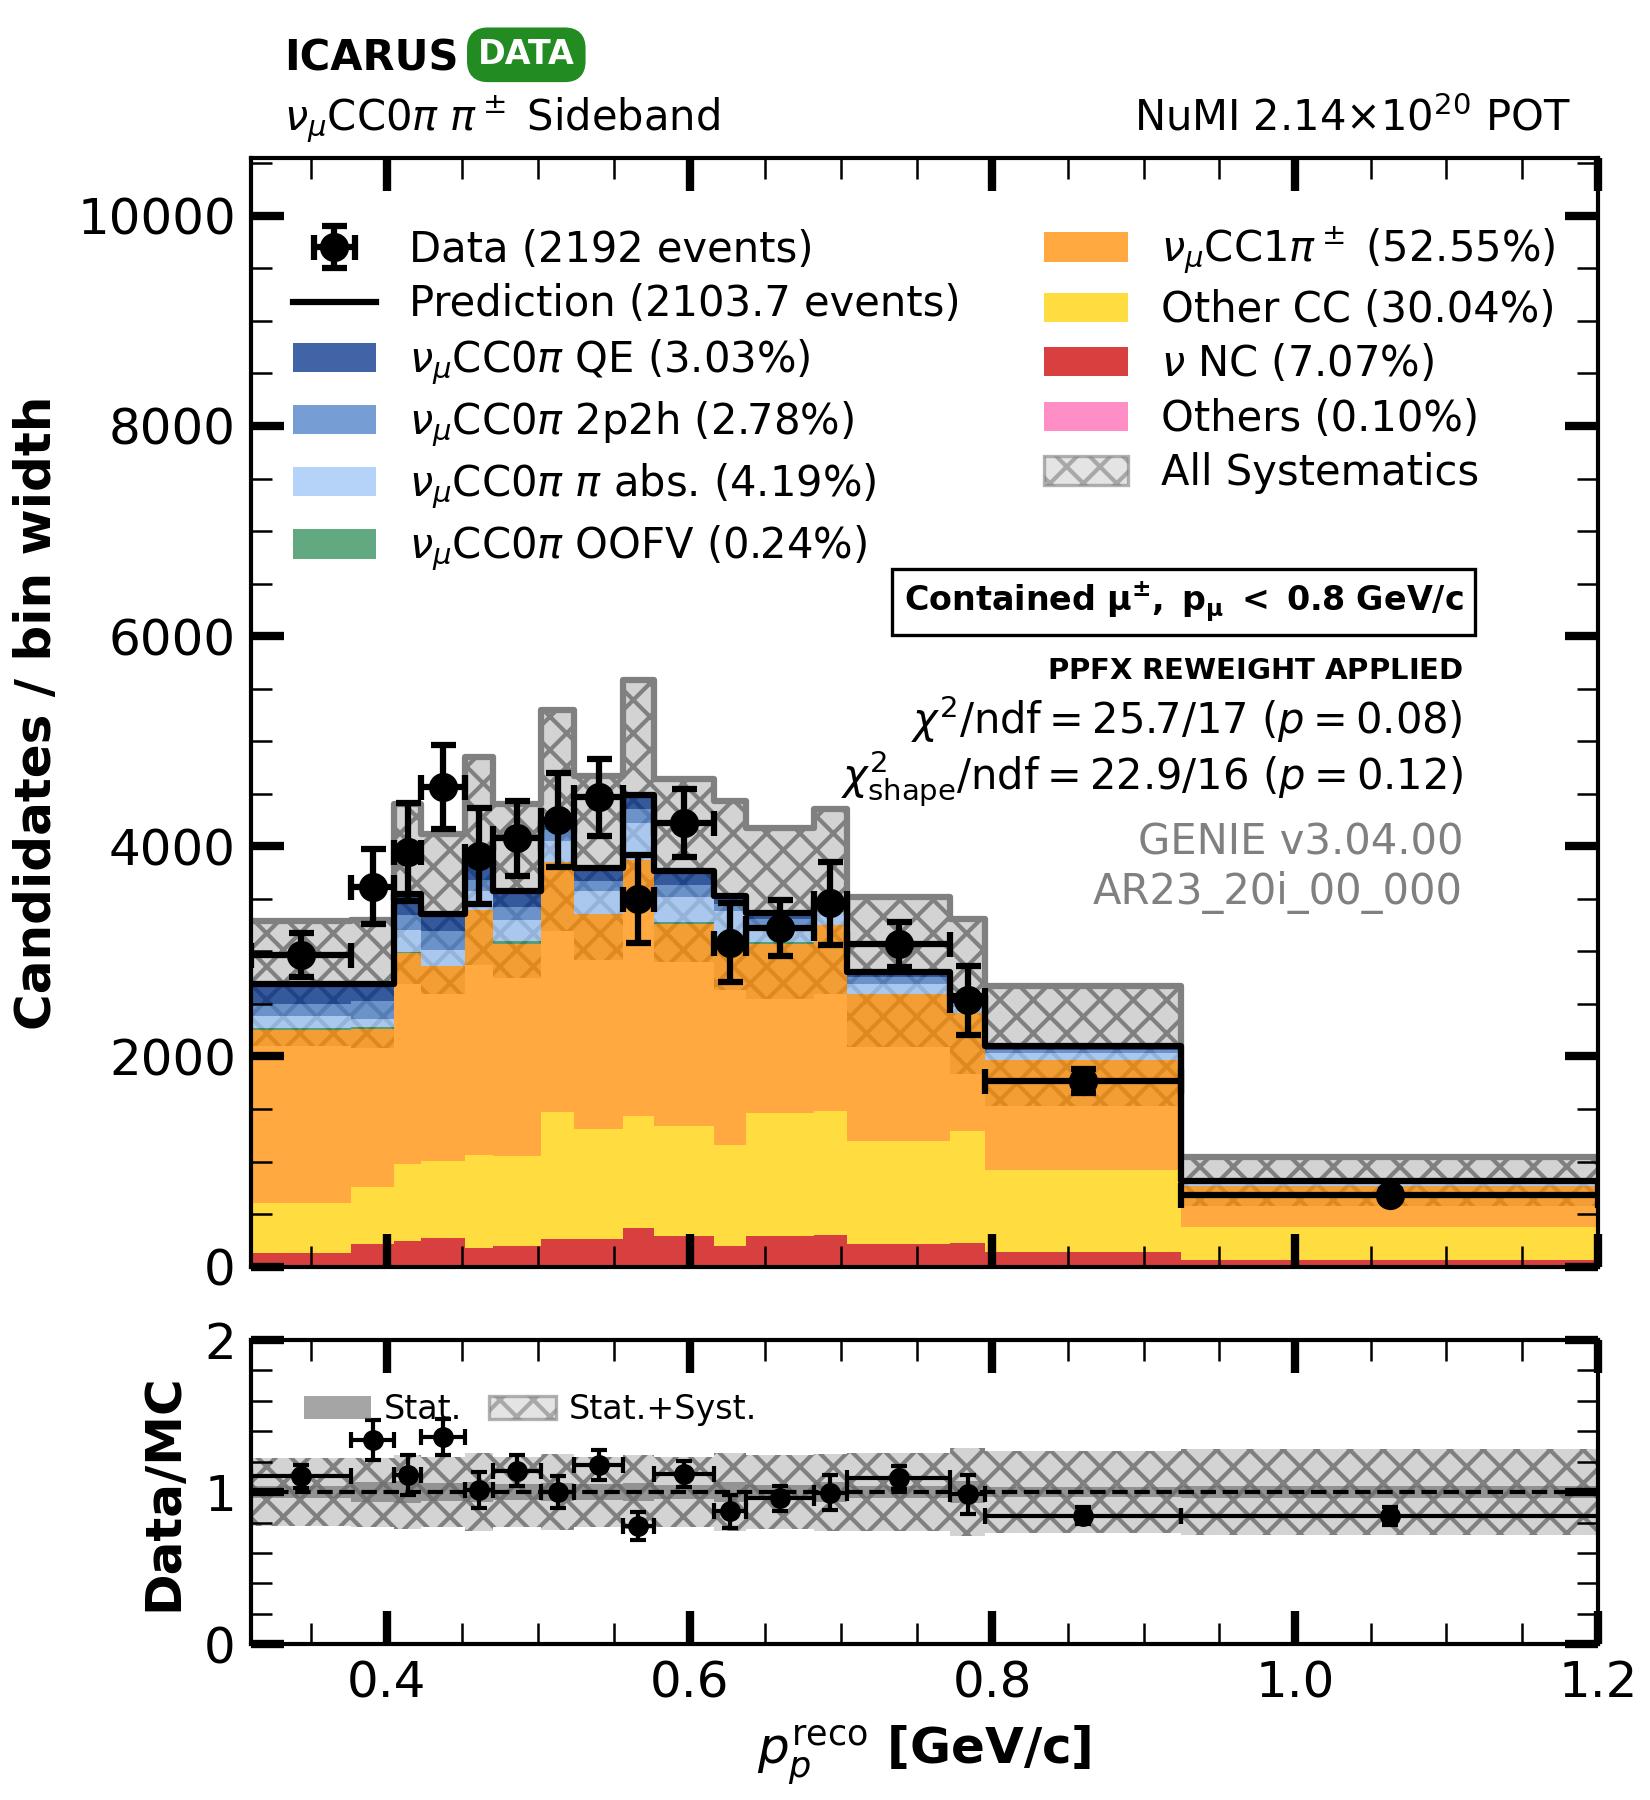 ICARUS DATA
νμCC0π π± Sideband
NuMI 2.14×10²⁰ POT
Candidates / bin width
10000
8000
6000
4000
2000
0
Data (2192 events)
Prediction (2103.7 events)
νμCC0π QE (3.03%)
νμCC0π 2p2h (2.78%)
νμCC0π π abs. (4.19%)
νμCC0π OOFV (0.24%)
νμCC1π± (52.55%)
Other CC (30.04%)
ν NC (7.07%)
Others (0.10%)
All Systematics
Contained μ±, pμ < 0.8 GeV/c
PPFX REWEIGHT APPLIED
χ²/ndf = 25.7/17 (p = 0.08)
χ²shape/ndf = 22.9/16 (p = 0.12)
GENIE v3.04.00
AR23_20i_00_000
Data/MC
2
1
0
Stat.
Stat.+Syst.
0.4 0.6 0.8 1.0 1.2
pp reco [GeV/c]